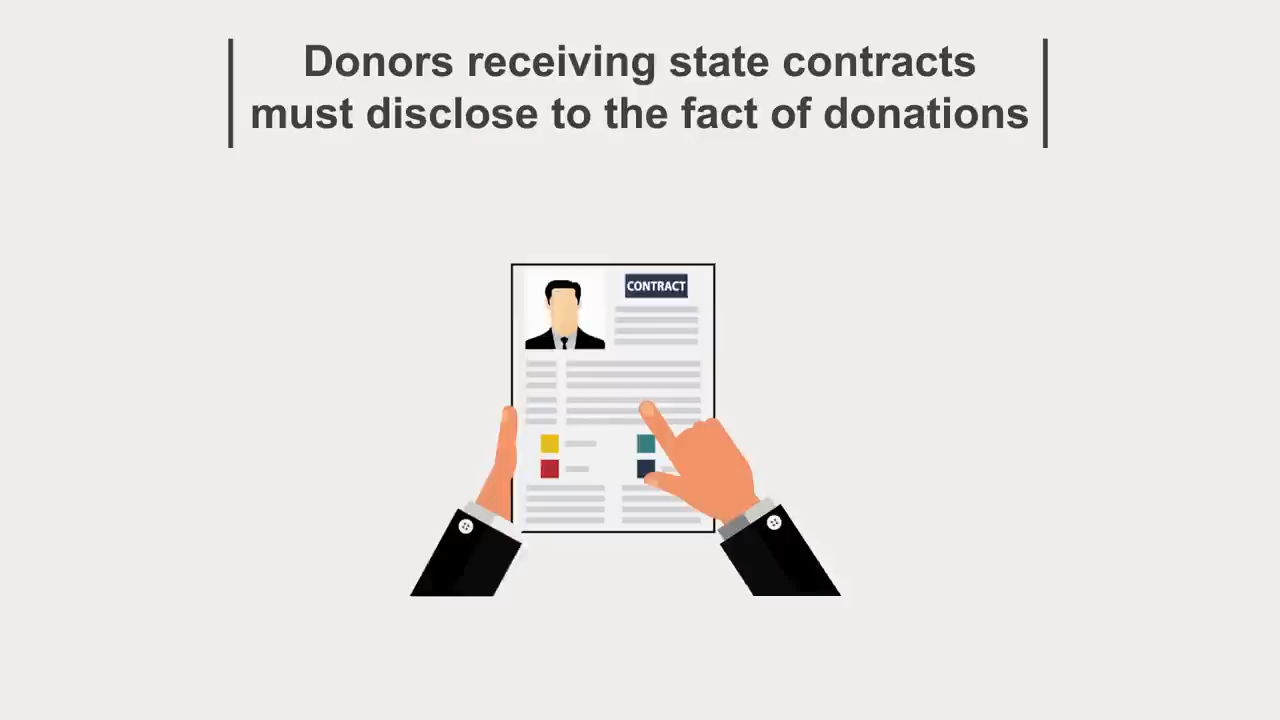 Donors receiving state contracts
must disclose to the fact of donations
CONTRACT